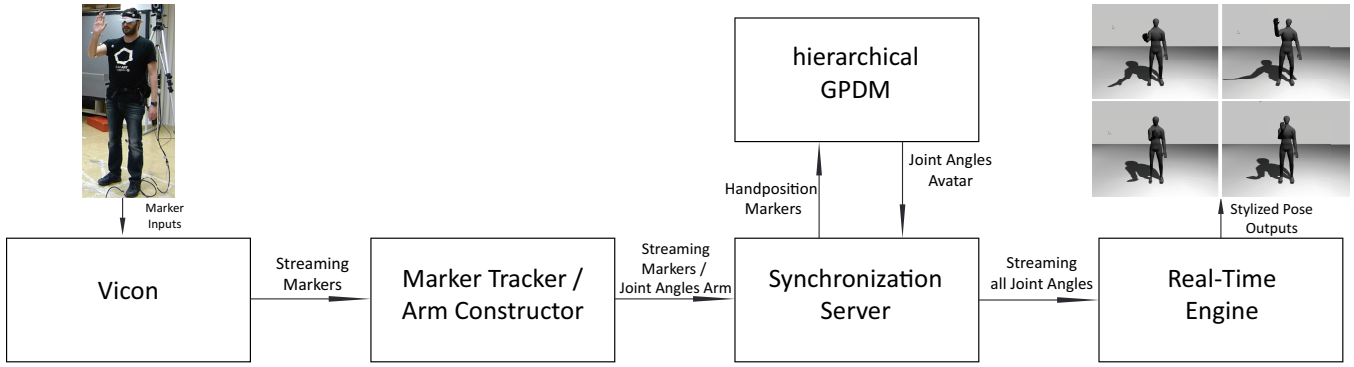 hierarchical
GPDM
Marker
Inputs
Handposition
Markers
Joint Angles
Avatar
Stylized Pose
Outputs
Vicon
Streaming
Markers
Marker Tracker /
Arm Constructor
Streaming
Markers /
Joint Angles Arm
Synchronization
Server
Streaming
all Joint Angles
Real-Time
Engine